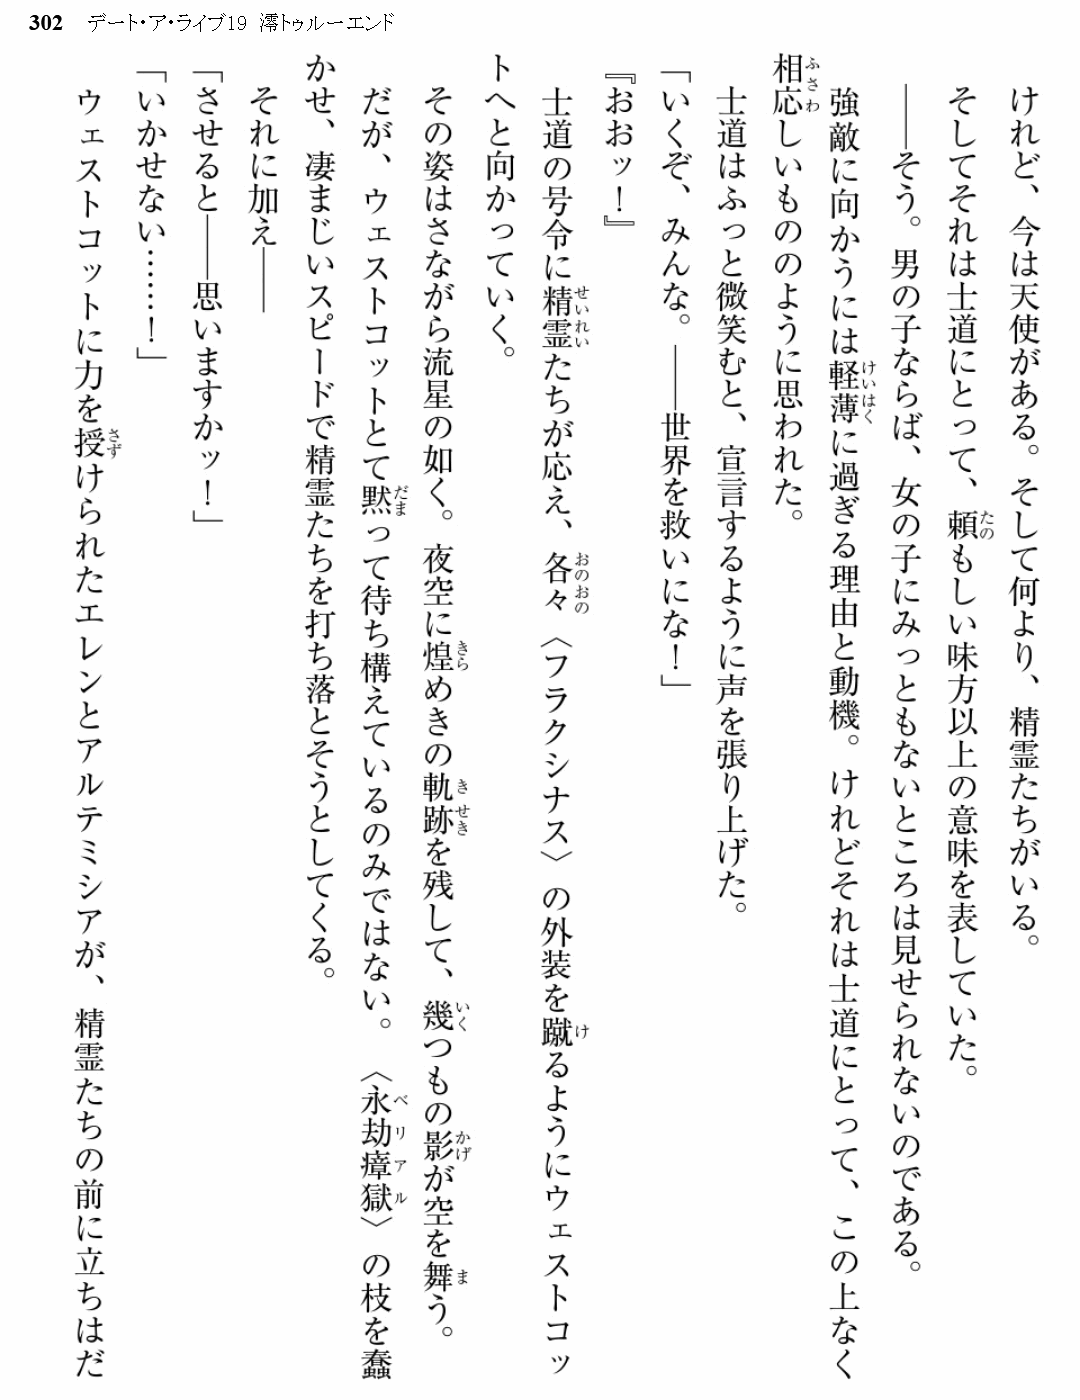 302 デート・ア・ライブ19 澪トゥルーエンド
けれど、今は天使がある。そして何より、精霊たちがいる。
そしてそれは士道にとって、頼もしい味方以上の意味を表していた。
――そう。男の子ならば、女の子にみっともないところは見せられないのである。
強敵に向かうには軽薄に過ぎる理由と動機。けれどそれは士道にとって、この上なく
相応しいもののように思われた。
士道はふっと微笑むと、宣言するように声を張り上げた。
「いくぞ、みんな。――世界を救いにな！」
『おおッ！』
士道の号令に精霊たちが応え、各々〈フラクシナス〉の外装を蹴るようにウェストコッ
トへと向かっていく。
その姿はさながら流星の如く。夜空に煌めきの軌跡を残して、幾つもの影が空を舞う。
だが、ウェストコットとて黙って待ち構えているのみではない。〈永劫瘴獄〉の枝を蠢
かせ、凄まじいスピードで精霊たちを打ち落とそうとしてくる。
それに加え――
「させると――思いますかッ！」
「いかせない……！」
ウェストコットに力を授けられたエレンとアルテミシアが、精霊たちの前に立ちはだ